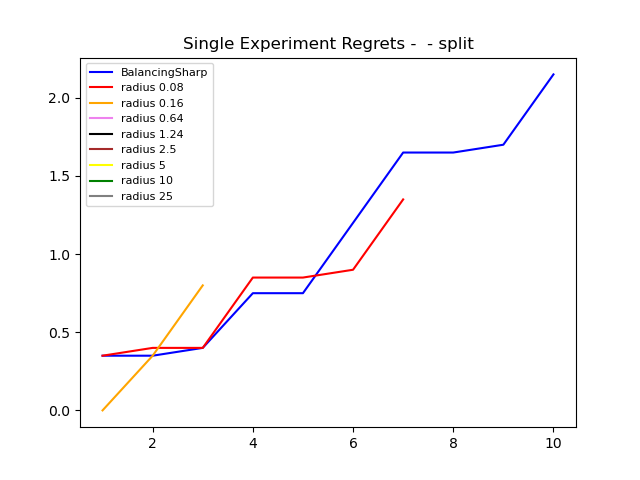 Single Experiment Regrets -  - split
BalancingSharp
radius 0.08
radius 0.16
radius 0.64
radius 1.24
radius 2.5
radius 5
radius 10
radius 25
2.0
1.5
1.0
0.5
0.0
2 4 6 8 10